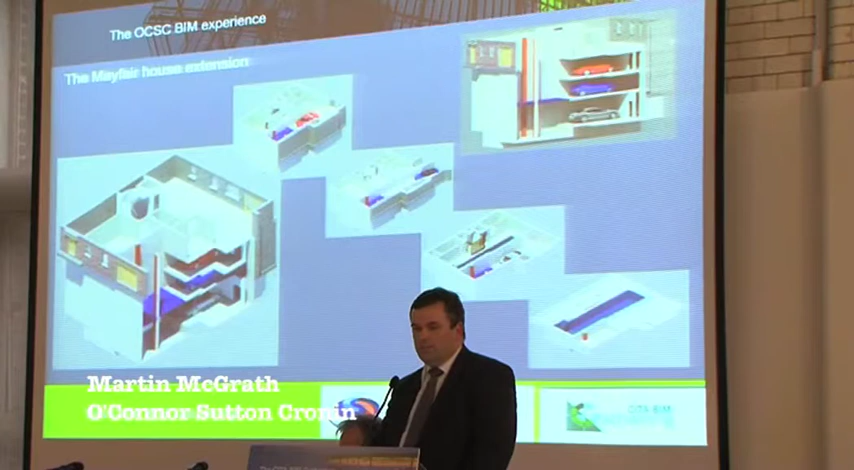 The OCSC BIM experience
The Mayfair house extension
Martin McGrath
O'Connor Sutton Cronin